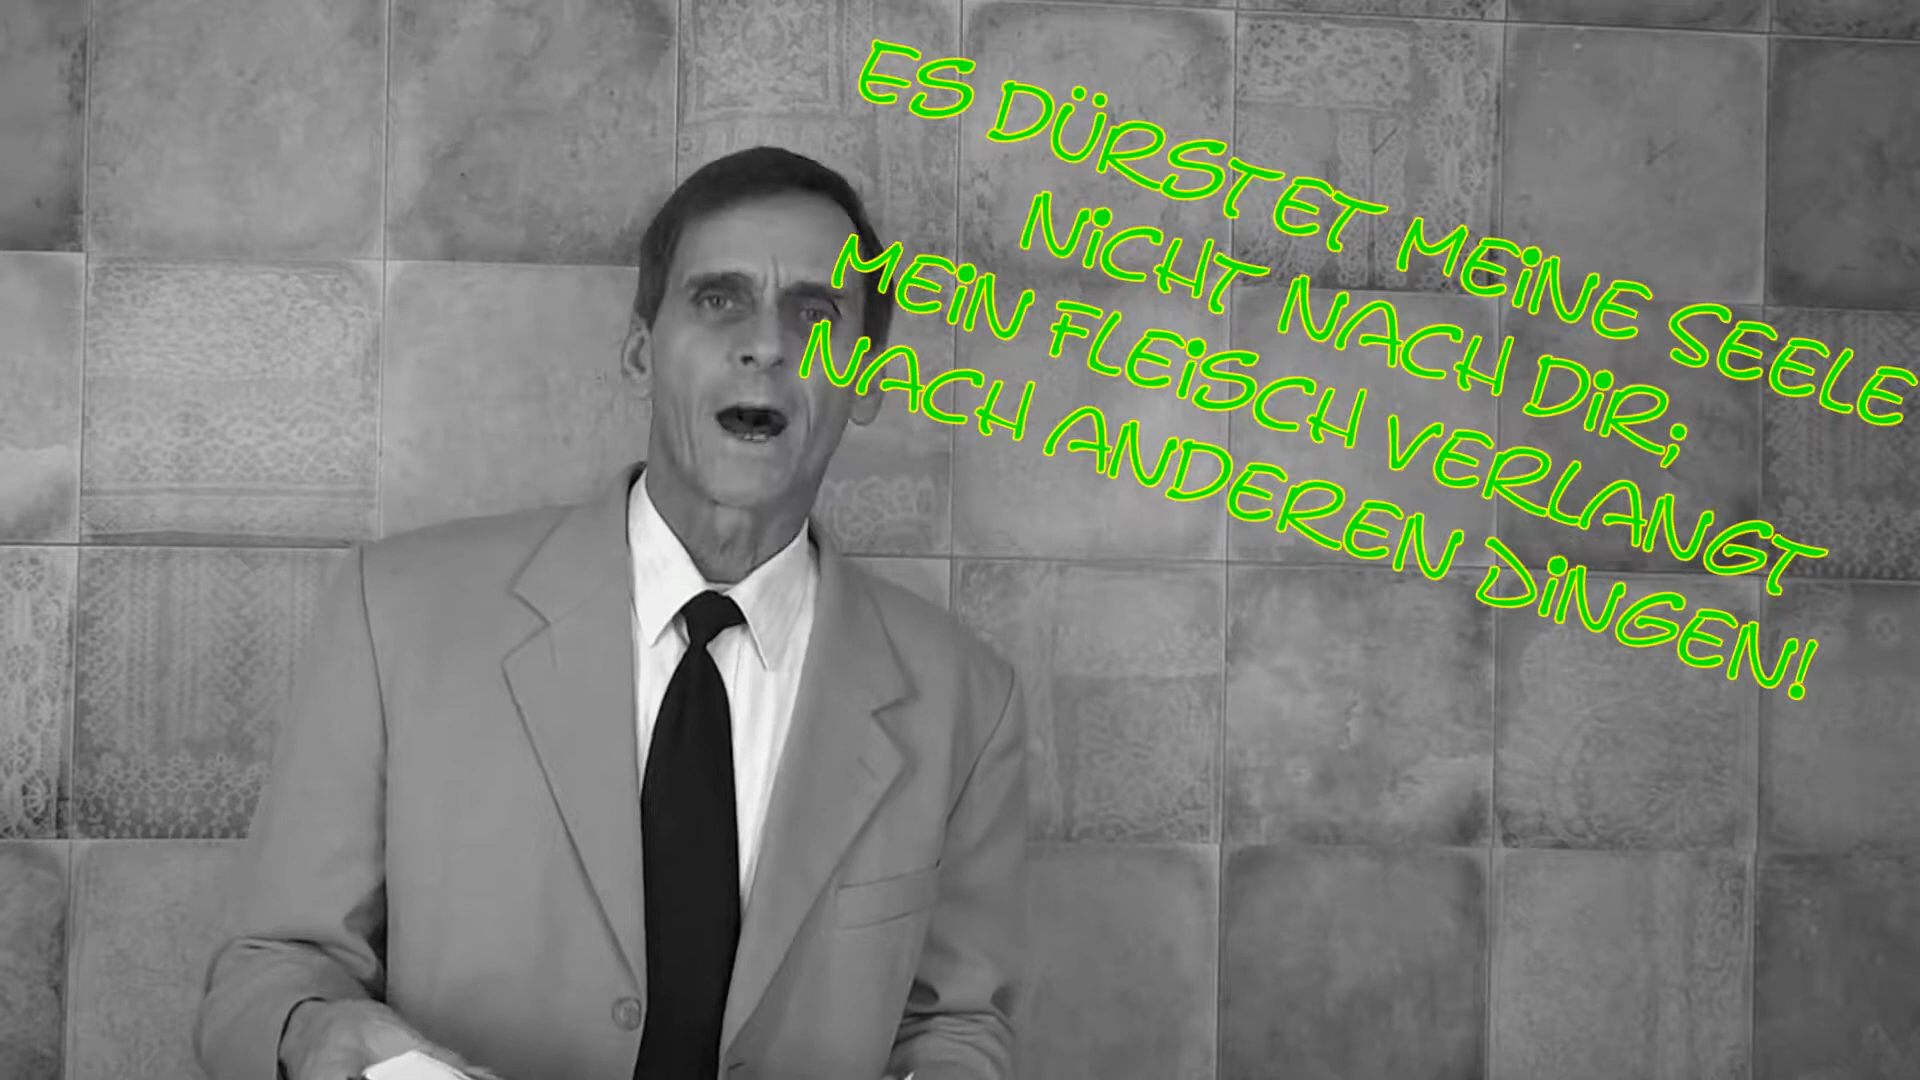 ES DÜRSTET MEINE SEELE
NICHT NACH DIR;
MEIN FLEISCH VERLANGT
NACH ANDEREN DINGEN!